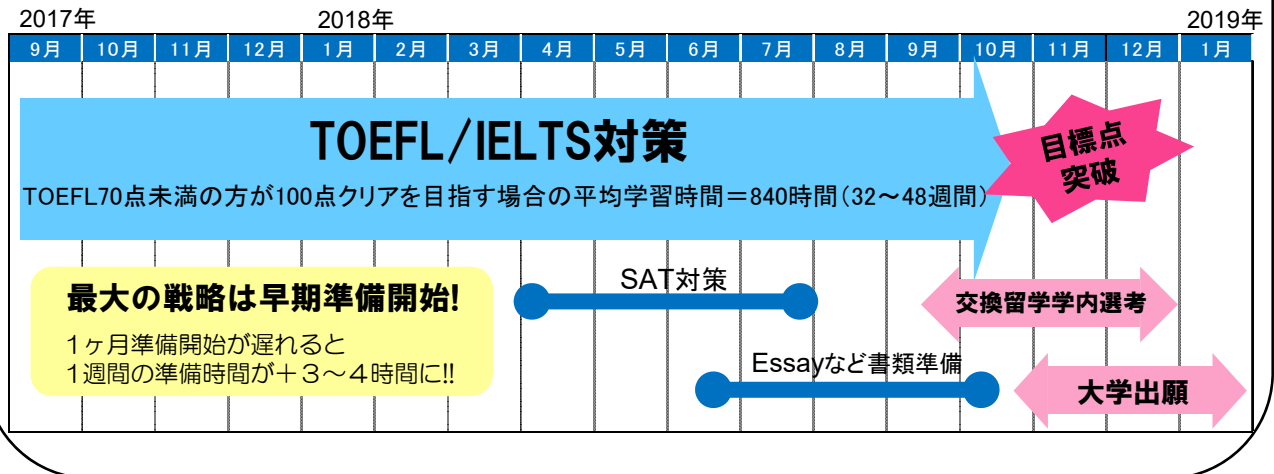 2017年 2018年 2019年
9月 10月 11月 12月 1月 2月 3月 4月 5月 6月 7月 8月 9月 10月 11月 12月 1月
TOEFL/IELTS対策
TOEFL70点未満の方が100点クリアを目指す場合の平均学習時間＝840時間（32～48週間）
目標点
突破
最大の戦略は早期準備開始!
1ヶ月準備開始が遅れると
1週間の準備時間が＋3～4時間に!!
SAT対策
交換留学学内選考
Essayなど書類準備
大学出願